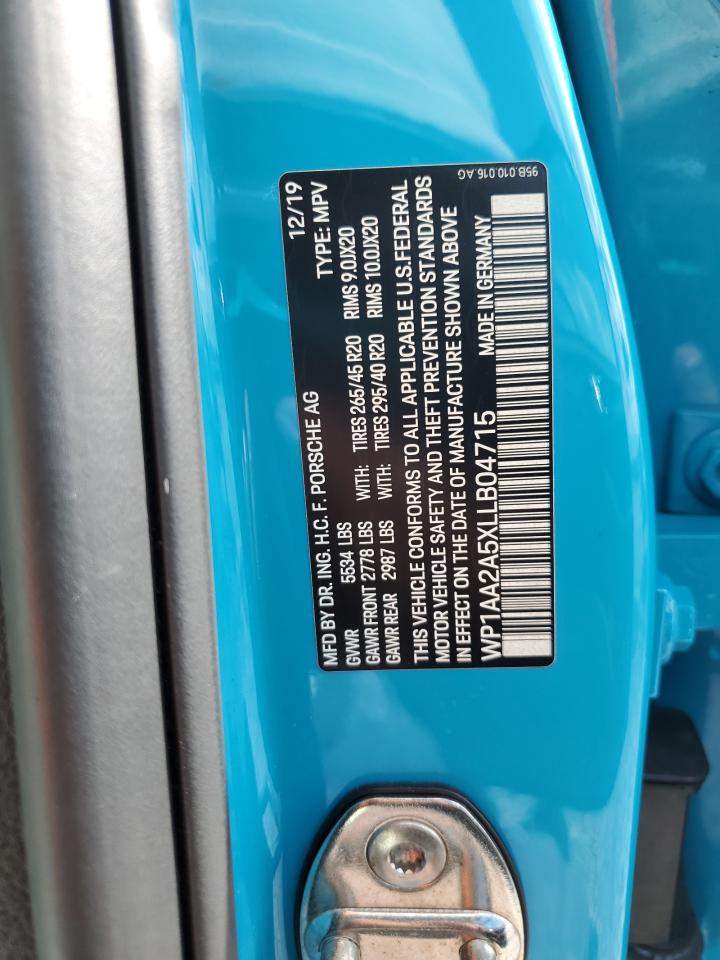 MFD BY DR. ING. H.C. F. PORSCHE AG 12/19
GVWR 5534 LBS TYPE: MPV
GAWR FRONT 2778 LBS WITH: TIRES 265/45 R20 RIMS 9.0JX20
GAWR REAR 2987 LBS WITH: TIRES 295/40 R20 RIMS 10.0JX20
THIS VEHICLE CONFORMS TO ALL APPLICABLE U.S.FEDERAL
MOTOR VEHICLE SAFETY AND THEFT PREVENTION STANDARDS
IN EFFECT ON THE DATE OF MANUFACTURE SHOWN ABOVE
WP1AA2A5XLLB04715 MADE IN GERMANY
95B.010.016.AG